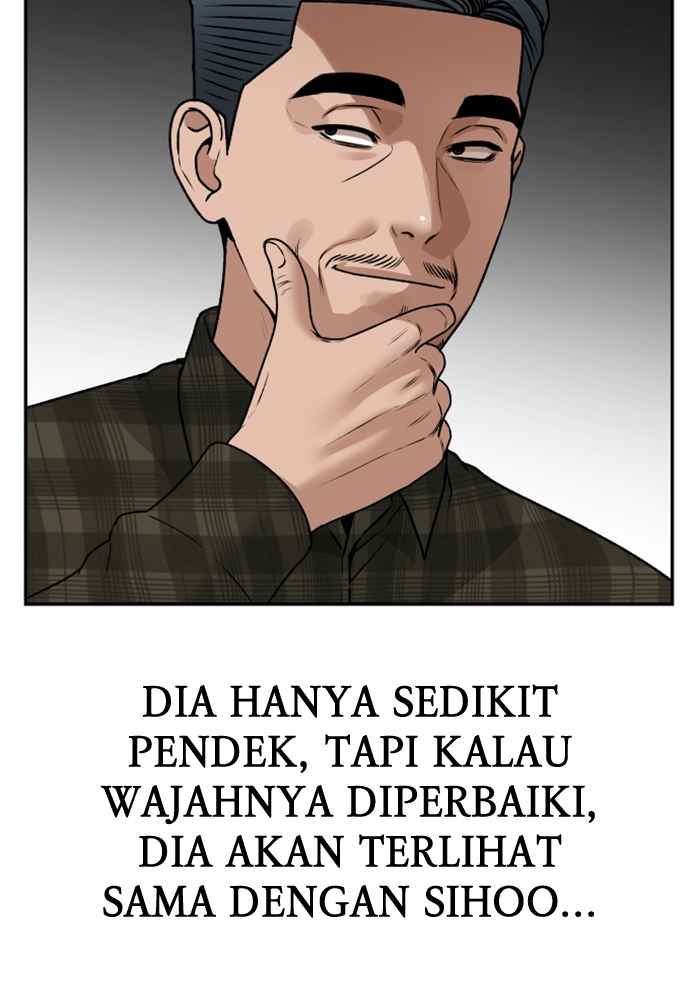 DIA HANYA SEDIKIT
PENDEK, TAPI KALAU
WAJAHNYA DIPERBAIKI,
DIA AKAN TERLIHAT
SAMA DENGAN SIHOO...